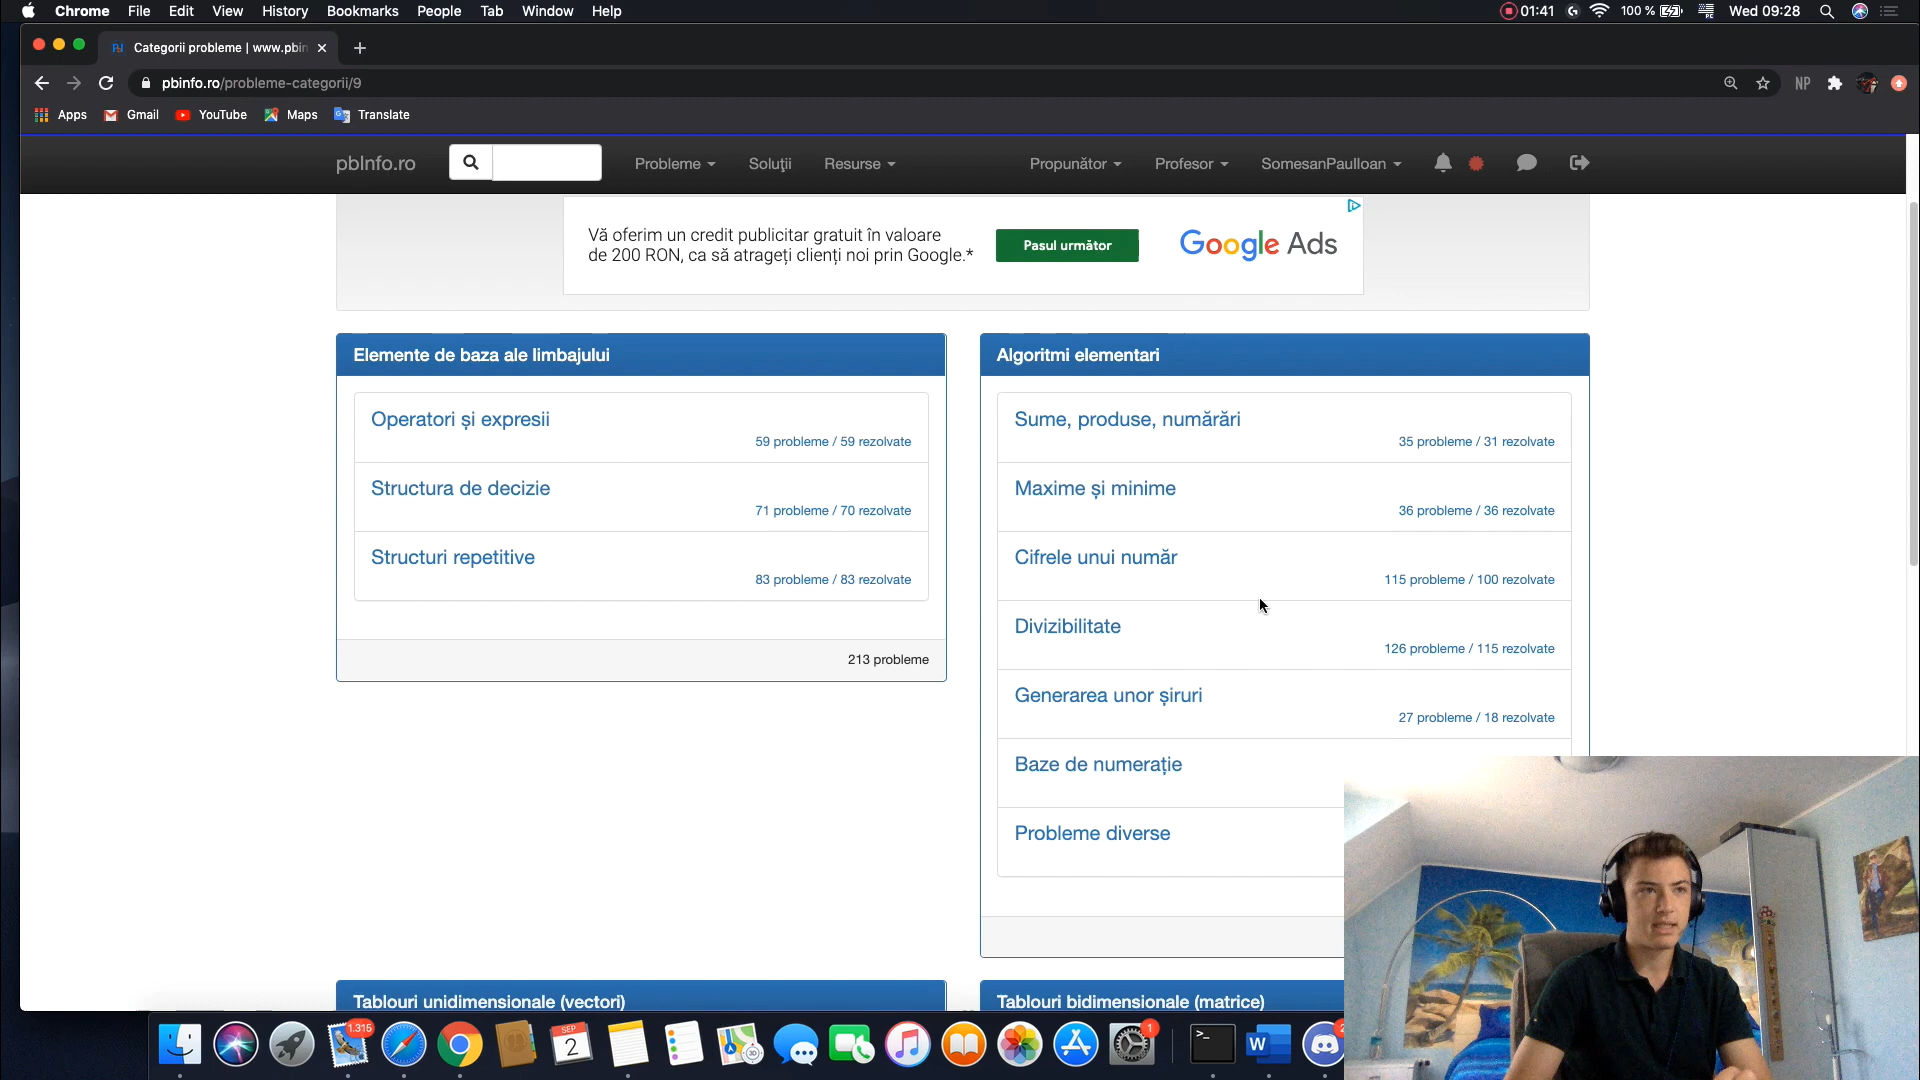 Chrome File Edit View History Bookmarks People Tab Window Help
01:41 100 % Wed 09:28
Categorii probleme | www.pbin
pbinfo.ro/probleme-categorii/9
NP
Apps Gmail YouTube Maps Translate
pbInfo.ro Probleme Soluții Resurse Propunător Profesor SomesanPaulIoan
Vă oferim un credit publicitar gratuit în valoare
de 200 RON, ca să atrageți clienți noi prin Google.*
Pasul următor
Google Ads
Elemente de baza ale limbajului
Operatori și expresii
59 probleme / 59 rezolvate
Structura de decizie
71 probleme / 70 rezolvate
Structuri repetitive
83 probleme / 83 rezolvate
213 probleme
Algoritmi elementari
Sume, produse, numărări
35 probleme / 31 rezolvate
Maxime și minime
36 probleme / 36 rezolvate
Cifrele unui număr
115 probleme / 100 rezolvate
Divizibilitate
126 probleme / 115 rezolvate
Generarea unor șiruri
27 probleme / 18 rezolvate
Baze de numerație
Probleme diverse
Tablouri unidimensionale (vectori)
Tablouri bidimensionale (matrice)
1.315
SEP
2
3D
1
W